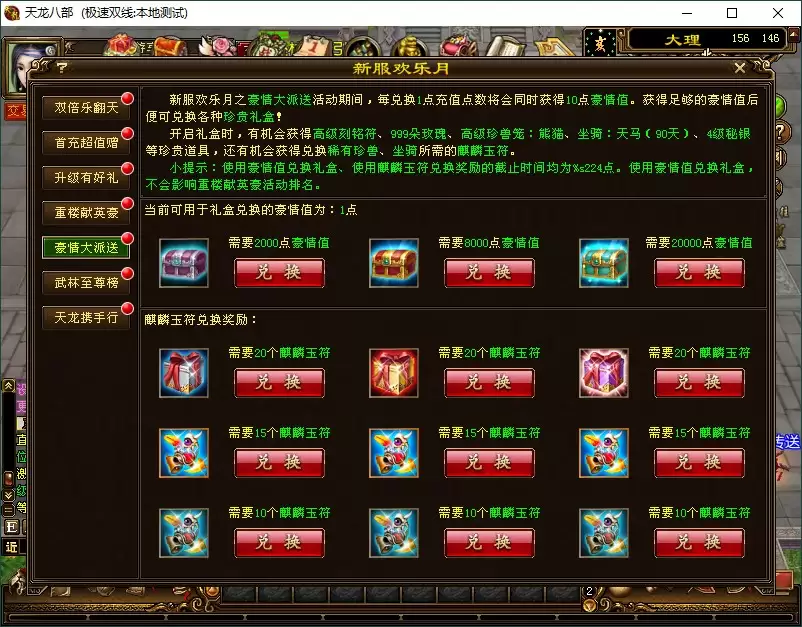 天龙八部 (极速双线:本地测试)
大理 156 146
? 新服欢乐月
双倍乐翻天
首充超值赠
升级有好礼
重楼献英豪
豪情大派送
武林至尊榜
天龙携手行
新服欢乐月之豪情大派送活动期间，每兑换1点充值点数将会同时获得10点豪情值。获得足够的豪情值后
便可兑换各种珍贵礼盒！
开启礼盒时，有机会获得高级刻铭符、999朵玫瑰、高级珍兽笼：熊猫、坐骑：天马（90天）、4级秘银
等珍贵道具，还有机会获得兑换稀有珍兽、坐骑所需的麒麟玉符。
小提示：使用豪情值兑换礼盒、使用麒麟玉符兑换奖励的截止时间均为%s224点。使用豪情值兑换礼盒，
不会影响重楼献英豪活动排名。
当前可用于礼盒兑换的豪情值为：1点
需要2000点豪情值 需要8000点豪情值 需要20000点豪情值
兑换 兑换 兑换
麒麟玉符兑换奖励：
需要20个麒麟玉符 需要20个麒麟玉符 需要20个麒麟玉符
兑换 兑换 兑换
需要15个麒麟玉符 需要15个麒麟玉符 需要15个麒麟玉符
兑换 兑换 兑换
需要10个麒麟玉符 需要10个麒麟玉符 需要10个麒麟玉符
兑换 兑换 兑换
传送
近
2